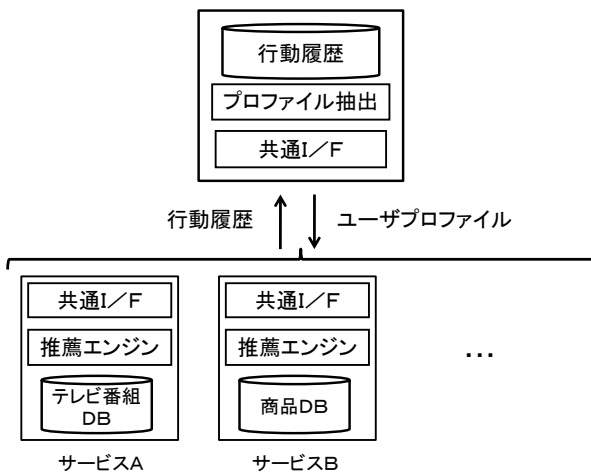 行動履歴
プロファイル抽出
共通I／F
行動履歴
ユーザプロファイル
共通I／F
推薦エンジン
テレビ番組
DB
サービスA
共通I／F
推薦エンジン
商品DB
サービスB
...